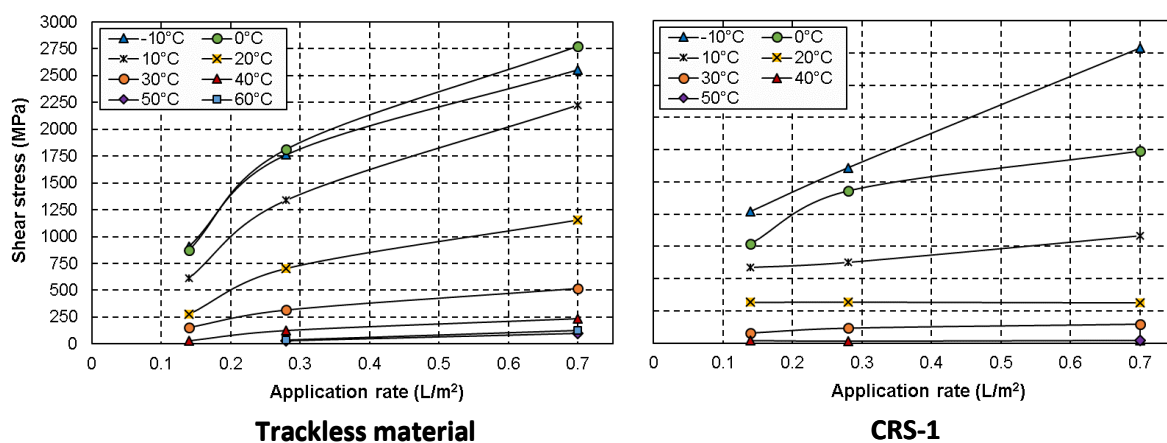 3000
2750
2500
2250
2000
1750
1500
1250
1000
750
500
250
0
Shear stress (MPa)
-10°C 0°C
10°C 20°C
30°C 40°C
50°C 60°C
0 0.1 0.2 0.3 0.4 0.5 0.6 0.7
Application rate (L/m²)
Trackless material
-10°C 0°C
10°C 20°C
30°C 40°C
50°C
0 0.1 0.2 0.3 0.4 0.5 0.6 0.7
Application rate (L/m²)
CRS-1